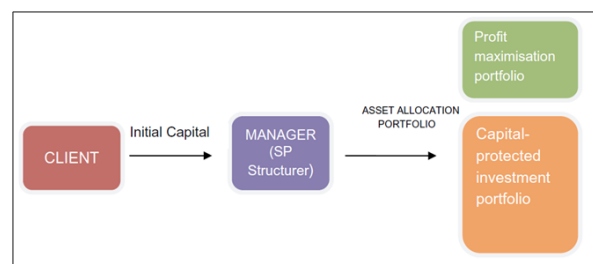 Profit
maximisation
portfolio
ASSET ALLOCATION
PORTFOLIO
Initial Capital
CLIENT
MANAGER
(SP
Structurer)
Capital-
protected
investment
portfolio